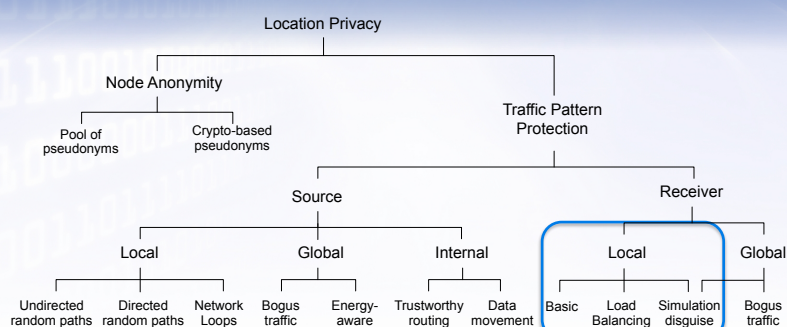 Location Privacy
Node Anonymity
Traffic Pattern
Protection
Pool of
pseudonyms
Crypto-based
pseudonyms
Source
Receiver
Local
Global
Internal
Local
Global
Undirected
random paths
Directed
random paths
Network
Loops
Bogus
traffic
Energy-
aware
Trustworthy
routing
Data
movement
Basic
Load
Balancing
Simulation
disguise
Bogus
traffic